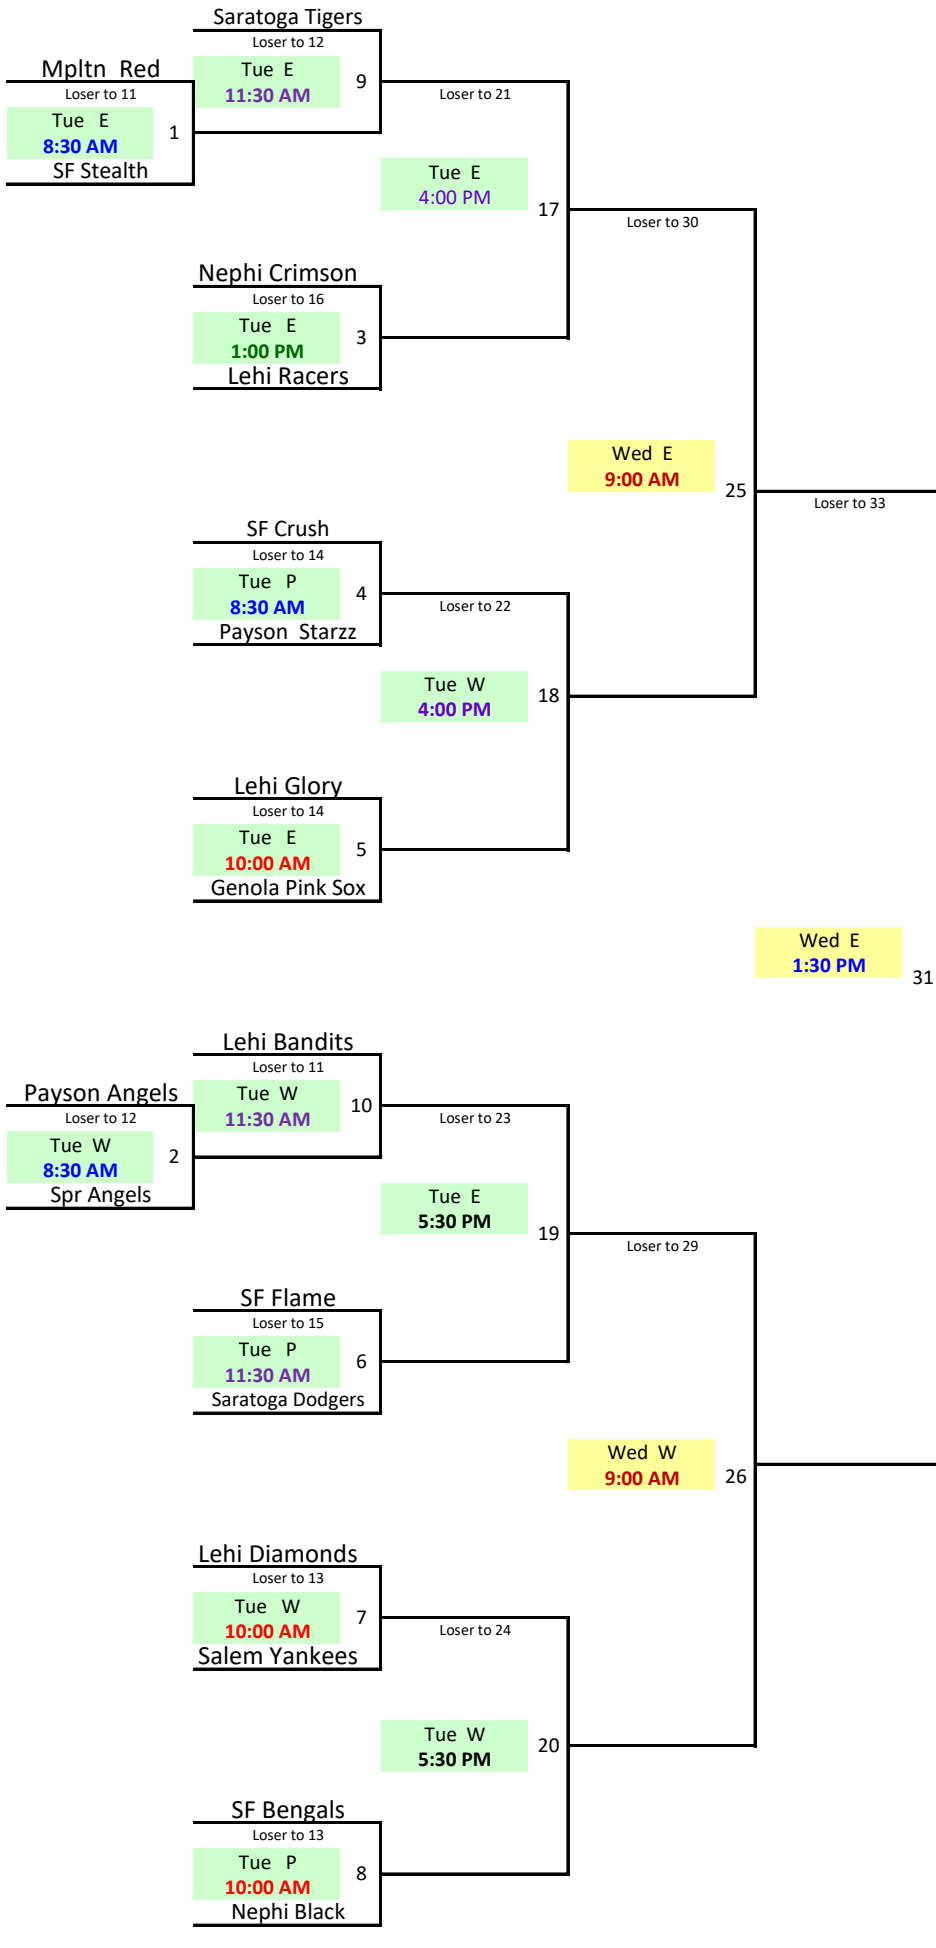 Saratoga Tigers
Loser to 12
Mpltn  Red
Tue  E
9
11:30 AM
Loser to 11
Loser to 21
Tue   E
1
8:30 AM
SF Stealth
Tue  E
4:00 PM
17
Loser to 30
Nephi Crimson
Loser to 16
Tue   E
3
1:00 PM
Lehi Racers
Wed  E
9:00 AM
25
Loser to 33
SF Crush
Loser to 14
Tue   P
4
8:30 AM
Loser to 22
Payson  Starzz
Tue  W
18
4:00 PM
Lehi Glory
Loser to 14
Tue   E
5
10:00 AM
Genola Pink Sox
Wed  E
1:30 PM
31
Lehi Bandits
Loser to 11
Payson Angels
Tue  W
10
11:30 AM
Loser to 12
Loser to 23
Tue  W
2
8:30 AM
Spr Angels
Tue  E
5:30 PM
19
Loser to 29
SF Flame
Loser to 15
Tue   P
6
11:30 AM
Saratoga Dodgers
Wed  W
9:00 AM
26
Lehi Diamonds
Loser to 13
Tue   W
7
10:00 AM
Loser to 24
Salem Yankees
Tue  W
20
5:30 PM
SF Bengals
Loser to 13
Tue   P
8
10:00 AM
Nephi Black